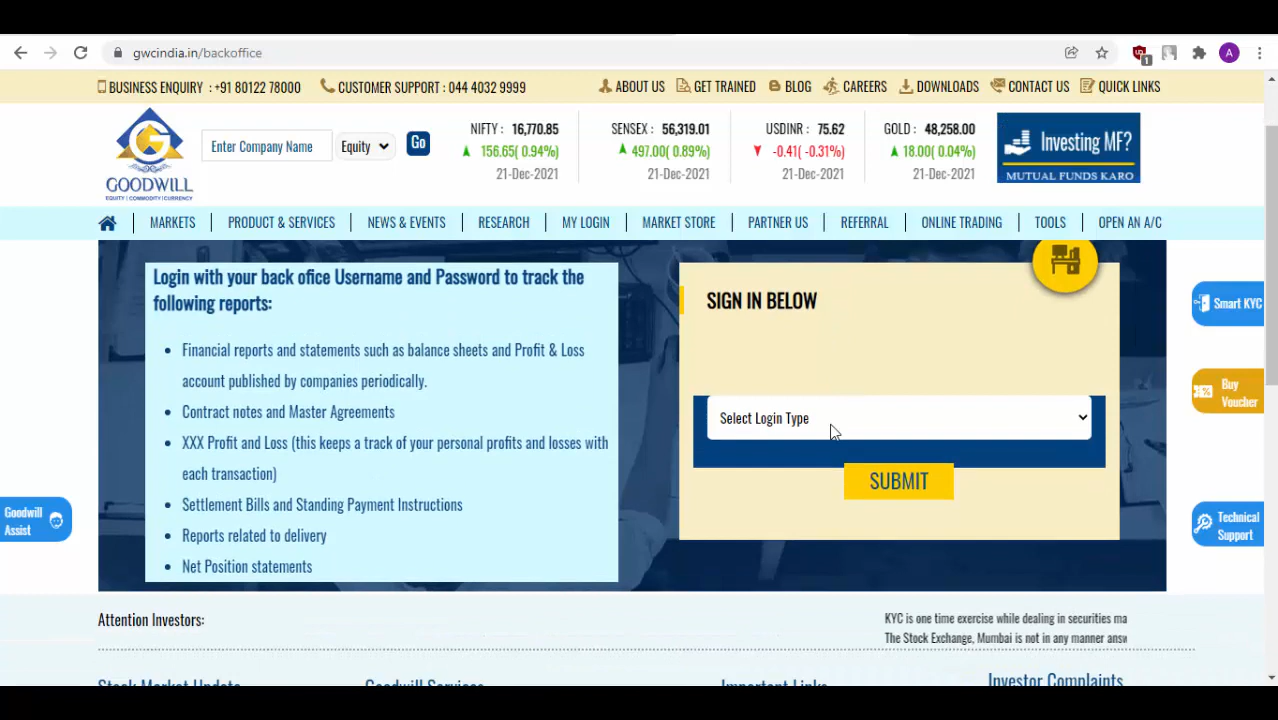 gwcindia.in/backoffice
1
A
BUSINESS ENQUIRY : +91 80122 78000
CUSTOMER SUPPORT : 044 4032 9999
ABOUT US
GET TRAINED
BLOG
CAREERS
DOWNLOADS
CONTACT US
QUICK LINKS
GOODWILL
EQUITY | COMMODITY | CURRENCY
Enter Company Name
Equity
Go
NIFTY : 16,770.85
156.65( 0.94%)
21-Dec-2021
SENSEX : 56,319.01
497.00( 0.89%)
21-Dec-2021
USDINR : 75.62
-0.41( -0.31%)
21-Dec-2021
GOLD : 48,258.00
18.00( 0.04%)
21-Dec-2021
Investing MF?
MUTUAL FUNDS KARO
MARKETS
PRODUCT & SERVICES
NEWS & EVENTS
RESEARCH
MY LOGIN
MARKET STORE
PARTNER US
REFERRAL
ONLINE TRADING
TOOLS
OPEN AN A/C
Login with your back ofice Username and Password to track the
following reports:
Financial reports and statements such as balance sheets and Profit & Loss
account published by companies periodically.
Contract notes and Master Agreements
XXX Profit and Loss (this keeps a track of your personal profits and losses with
each transaction)
Settlement Bills and Standing Payment Instructions
Reports related to delivery
Net Position statements
SIGN IN BELOW
Select Login Type
SUBMIT
Smart KYC
Buy
Voucher
Technical
Support
Goodwill
Assist
Attention Investors:
KYC is one time exercise while dealing in securities ma
The Stock Exchange, Mumbai is not in any manner answ
Stock Market Update
Goodwill Services
Important Links
Investor Complaints